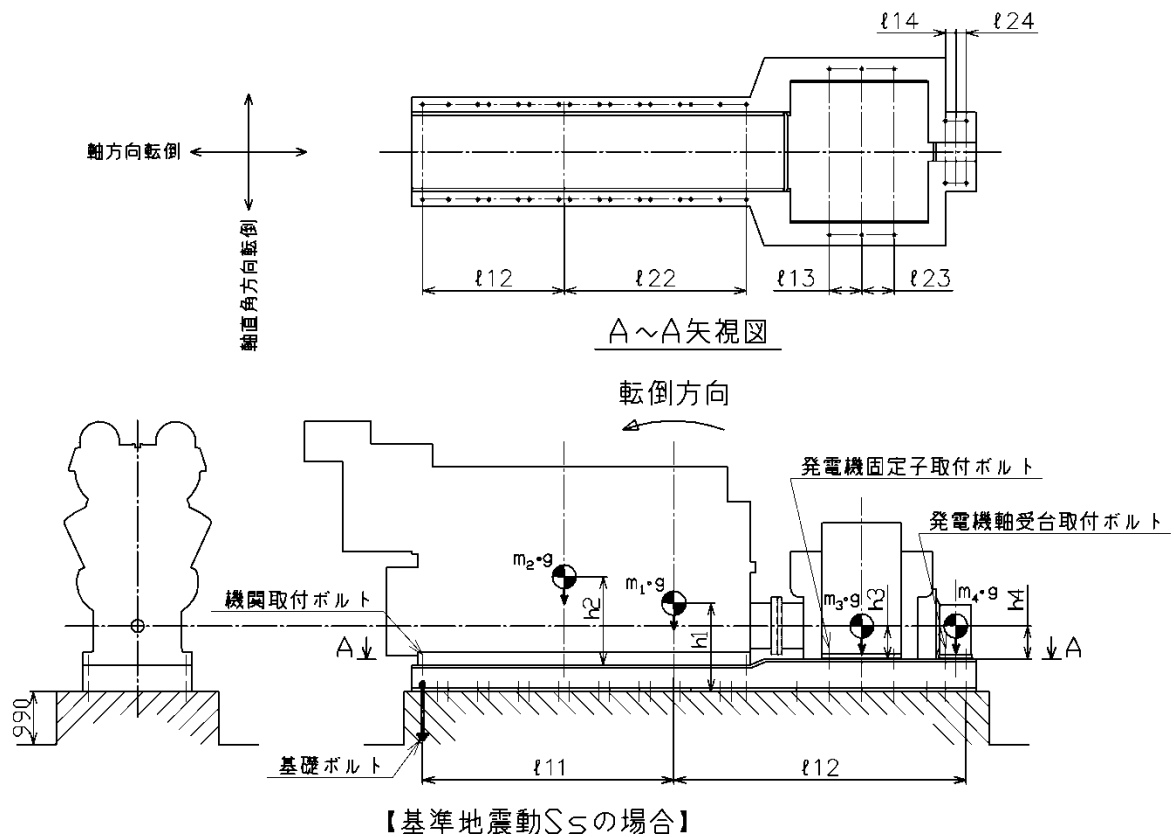 ℓ14 ℓ24
軸方向転倒
軸直角方向転倒
ℓ12 ℓ22 ℓ13 ℓ23
A～A矢視図
転倒方向
発電機固定子取付ボルト
発電機軸受台取付ボルト
機関取付ボルト
m₂・g
h2
m₁・g
h1
m₃・g
h3
m₄・g
h4
A A
990
基礎ボルト
ℓ11 ℓ12
【基準地震動Ssの場合】